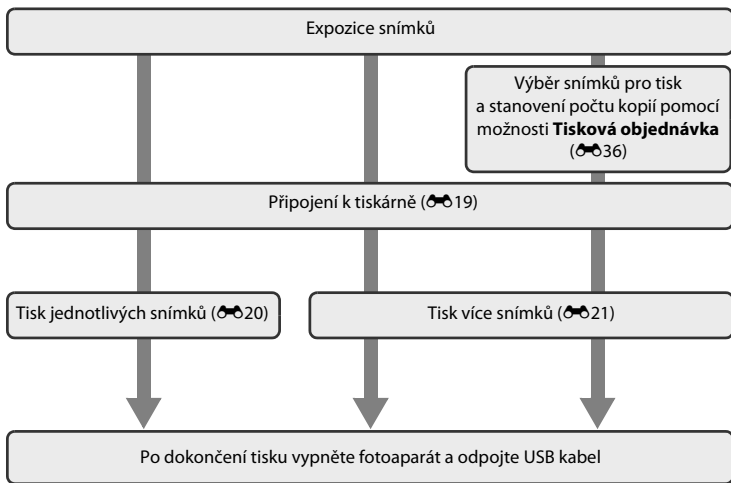 Expozice snímků
Výběr snímků pro tisk
a stanovení počtu kopií pomocí
možnosti Tisková objednávka
(36)
Připojení k tiskárně (19)
Tisk jednotlivých snímků (20)
Tisk více snímků (21)
Po dokončení tisku vypněte fotoaparát a odpojte USB kabel